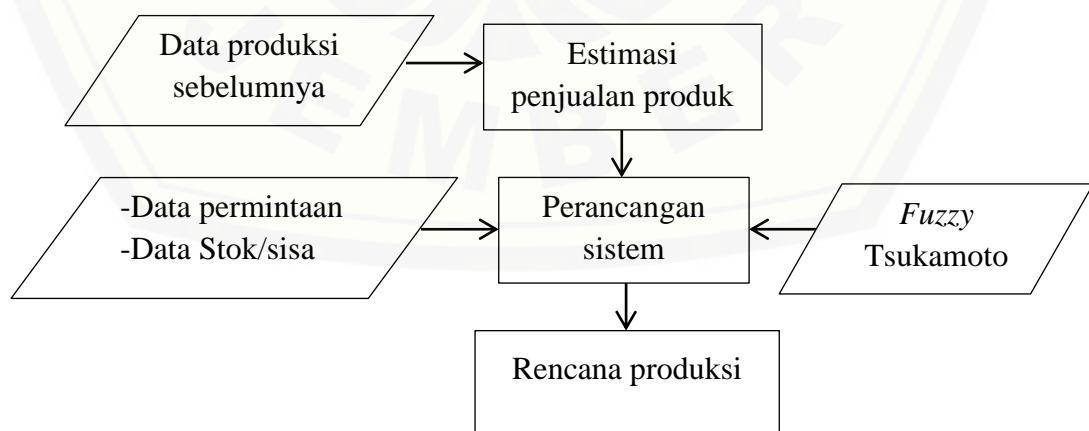 Data produksi
sebelumnya
Estimasi
penjualan produk
-Data permintaan
-Data Stok/sisa
Perancangan
sistem
Fuzzy
Tsukamoto
Rencana produksi